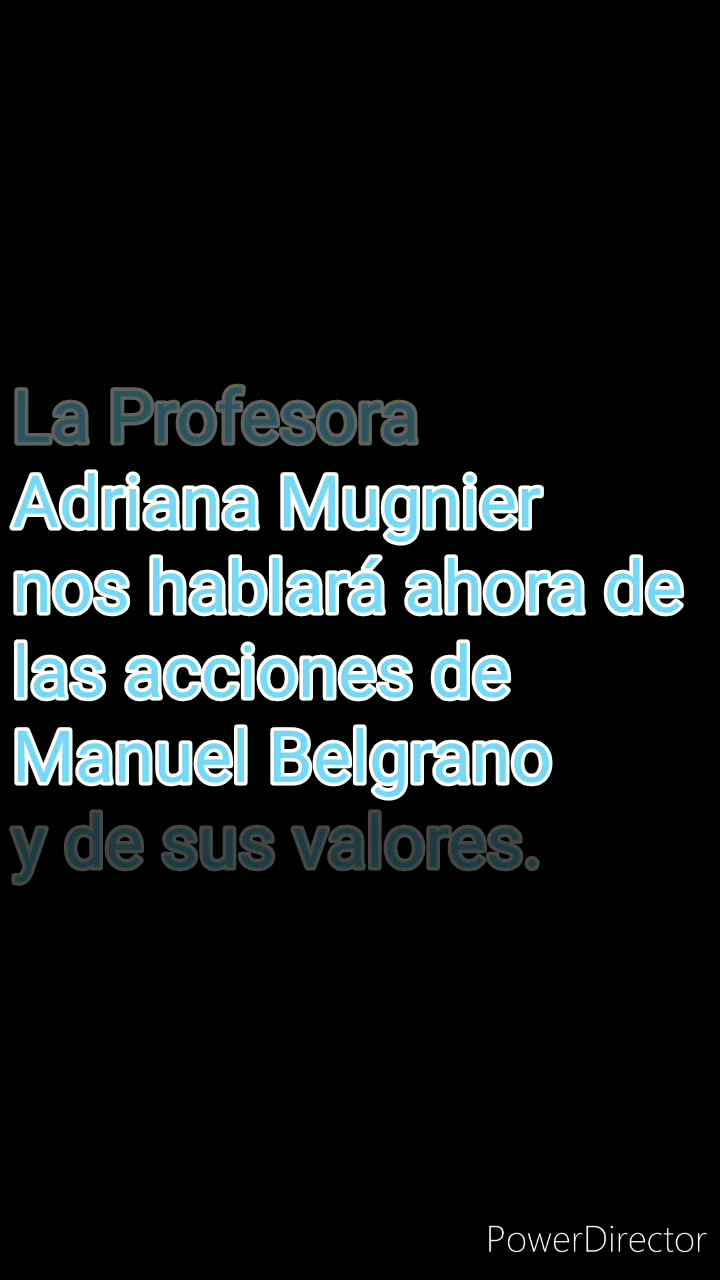 La Profesora
Adriana Mugnier
nos hablará ahora de
las acciones de
Manuel Belgrano
y de sus valores.
PowerDirector